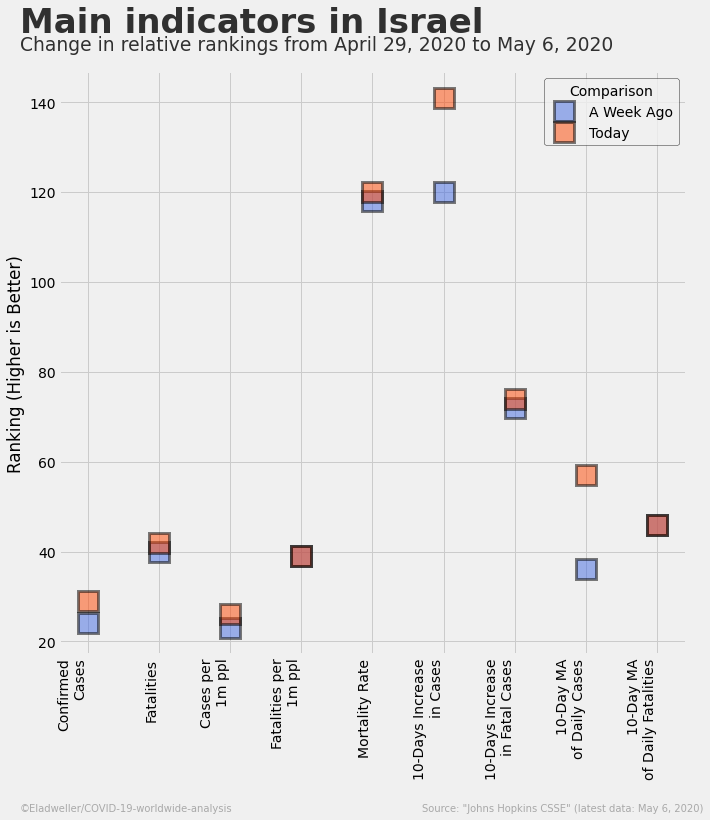 Main indicators in Israel
Change in relative rankings from April 29, 2020 to May 6, 2020
Comparison
A Week Ago
Today
Ranking (Higher is Better)
140
120
100
80
60
40
20
Confirmed
Cases
Fatalities
Cases per
1m ppl
Fatalities per
1m ppl
Mortality Rate
10-Days Increase
in Cases
10-Days Increase
in Fatal Cases
10-Day MA
of Daily Cases
10-Day MA
of Daily Fatalities
©Eladweller/COVID-19-worldwide-analysis
Source: "Johns Hopkins CSSE" (latest data: May 6, 2020)